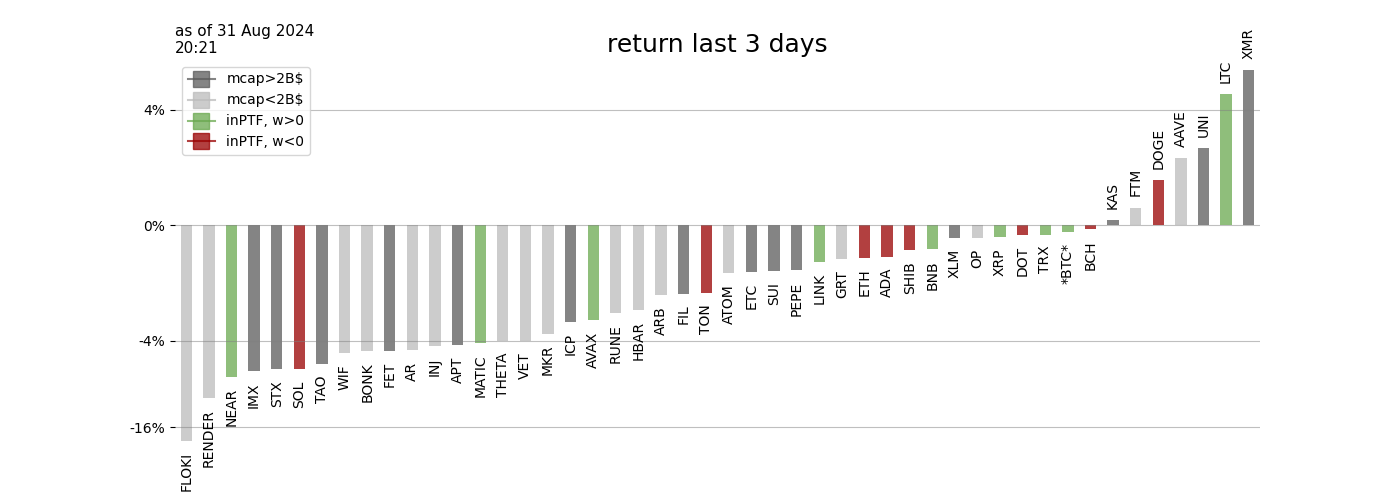 as of 31 Aug 2024
20:21
return last 3 days
mcap>2B$
mcap<2B$
inPTF, w>0
inPTF, w<0
4%
0%
-4%
-16%
FLOKI
RENDER
NEAR
IMX
STX
SOL
TAO
WIF
BONK
FET
AR
INJ
APT
MATIC
THETA
VET
MKR
ICP
AVAX
RUNE
HBAR
ARB
FIL
TON
ATOM
ETC
SUI
PEPE
LINK
GRT
ETH
ADA
SHIB
BNB
XLM
OP
XRP
DOT
TRX
*BTC*
BCH
KAS
FTM
DOGE
AAVE
UNI
LTC
XMR